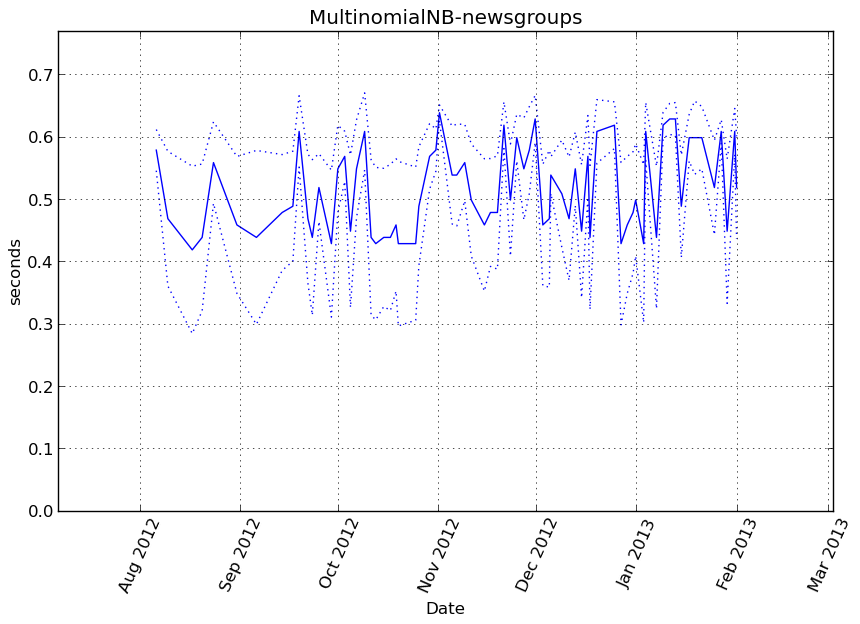 MultinomialNB-newsgroups
0.7
0.6
0.5
0.4
0.3
0.2
0.1
0.0
seconds
Aug 2012
Sep 2012
Oct 2012
Nov 2012
Dec 2012
Jan 2013
Feb 2013
Mar 2013
Date